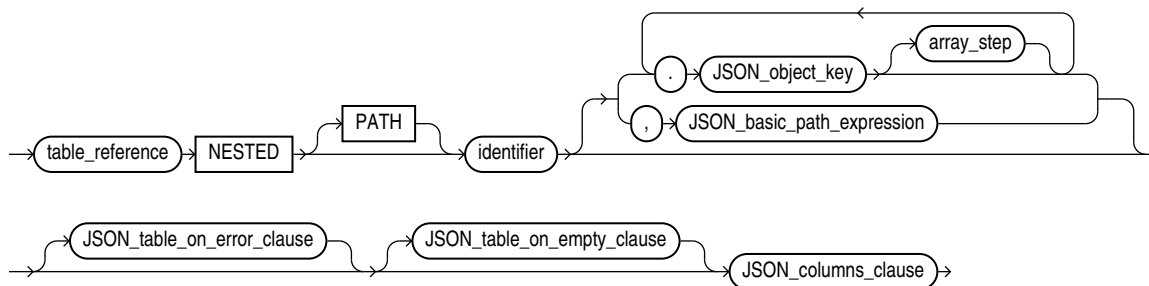 array_step
. JSON_object_key
PATH
, JSON_basic_path_expression
table_reference NESTED identifier
JSON_table_on_error_clause JSON_table_on_empty_clause
JSON_columns_clause